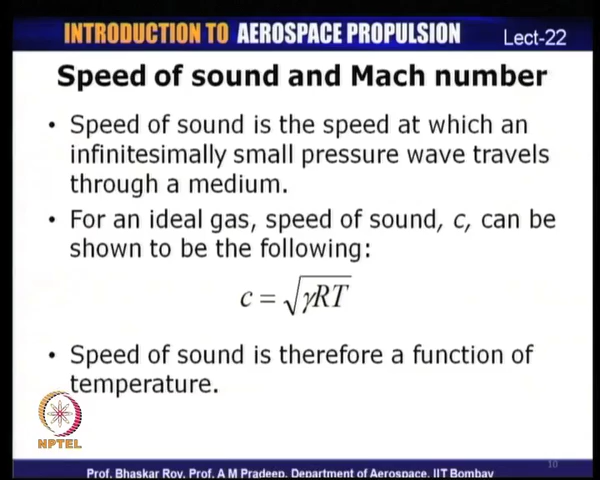 INTRODUCTION TO AEROSPACE PROPULSION Lect-22
Speed of sound and Mach number
• Speed of sound is the speed at which an
infinitesimally small pressure wave travels
through a medium.
• For an ideal gas, speed of sound, c, can be
shown to be the following:
c = √γRT
• Speed of sound is therefore a function of
temperature.
NPTEL
10
Prof. Bhaskar Roy, Prof. A M Pradeep, Department of Aerospace, IIT Bombay